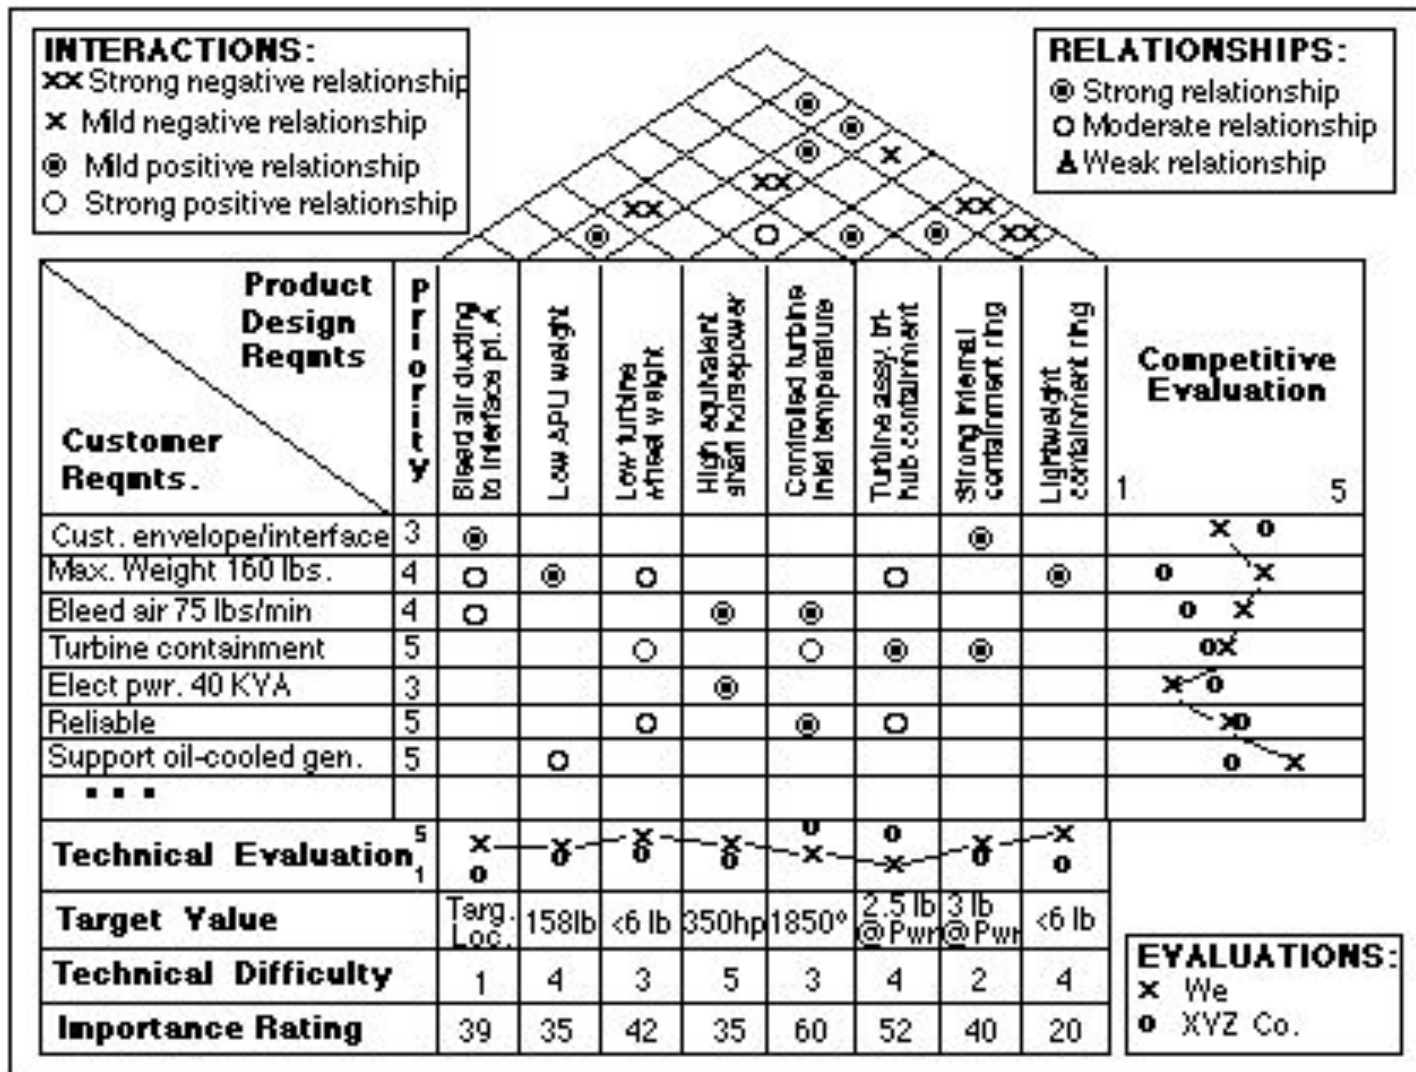 INTERACTIONS:
XX Strong negative relationship
X Mild negative relationship
◉ Mild positive relationship
○ Strong positive relationship
RELATIONSHIPS:
◉ Strong relationship
○ Moderate relationship
▲ Weak relationship
Product
Design
Reqmts
Customer
Reqmts.
Priority
Bleed air ducting
to interface pt. A
Low APU weight
Low turbine
wheel weight
High equivalent
shaft horsepower
Controlled turbine
inlet temperature
Turbine assy. tri-
hub containment
Strong internal
containment ring
Lightweight
containment ring
Competitive
Evaluation
1 5
Cust. envelope/interface 3
Max. Weight 160 lbs. 4
Bleed air 75 lbs/min 4
Turbine containment 5
Elect pwr. 40 KVA 3
Reliable 5
Support oil-cooled gen. 5
...
Technical Evaluation 5 1
Target Value Targ. Loc. 158lb <6 lb 350hp 1850° 2.5 lb @ Pwr 3 lb @ Pwr <6 lb
Technical Difficulty 1 4 3 5 3 4 2 4
Importance Rating 39 35 42 35 60 52 40 20
EVALUATIONS:
X We
o XYZ Co.